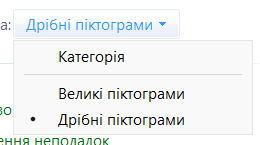 а: Дрібні піктограми
Категорія
Великі піктограми
Дрібні піктограми
ення неполадок